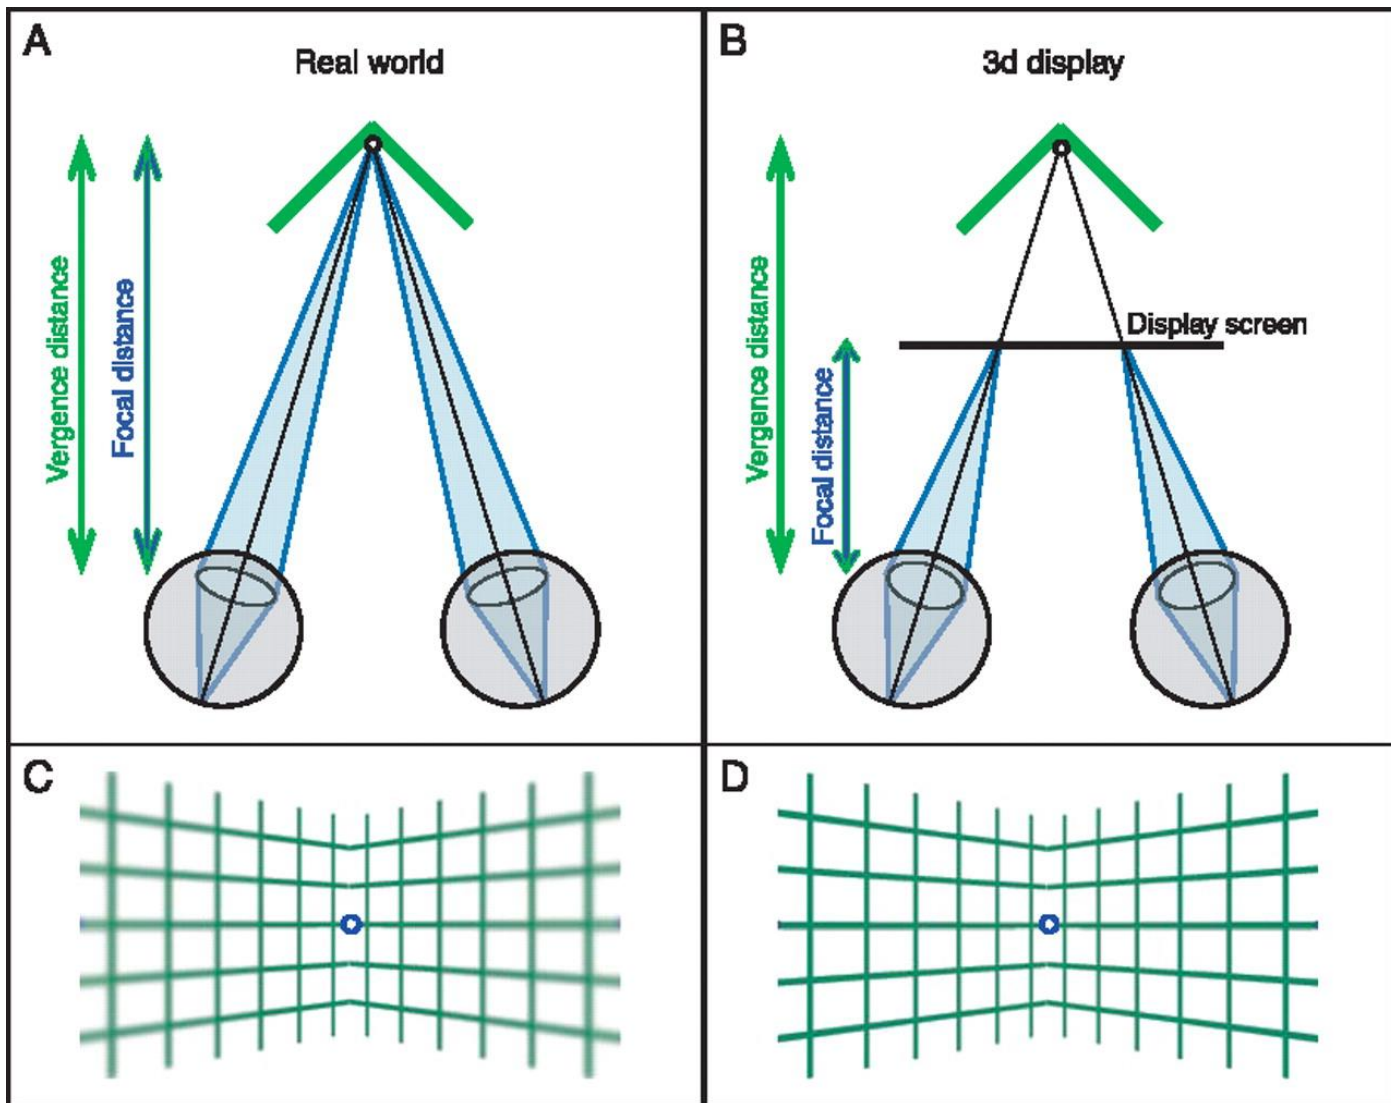 A
Real world
Vergence distance
Focal distance
B
3d display
Vergence distance
Focal distance
Display screen
C
D